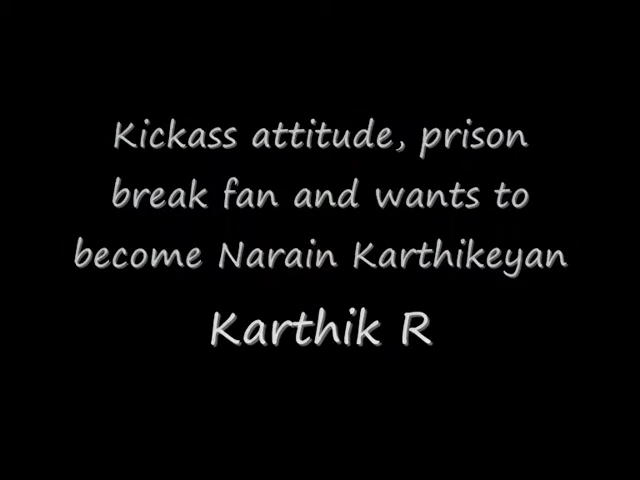 Kickass attitude, prison
break fan and wants to
become Narain Karthikeyan
Karthik R